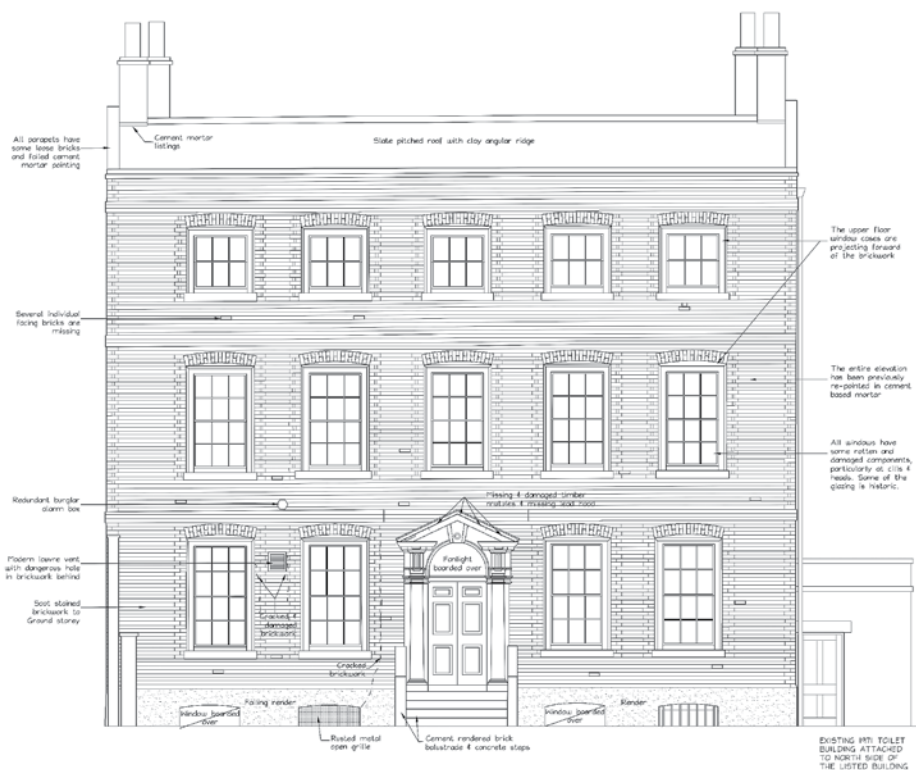 All parapets have
some loose bricks
and failed cement
mortar pointing
Cement mortar
listings
Slate pitched roof with clay angular ridge
The upper floor
window cases are
projecting forward
of the brickwork
Several individual
facing bricks are
missing
The entire elevation
has been previously
re-pointed in cement
based mortar
All windows have
some rotten and
damaged components,
particularly at cills &
heads. Some of the
glazing is historic.
Redundant burglar
alarm box
Missing & damaged timber
mutules & missing lead hood
Modern louvre vent
with dangerous hole
in brickwork behind
Fanlight
boarded over
Soot stained
brickwork to
Ground storey
Cracked &
damaged
brickwork
Cracked
brickwork
Failing render
Render
Window boarded
over
Window boarded
over
Rusted metal
open grille
Cement rendered brick
balustrade & concrete steps
EXISTING 1971 TOILET
BUILDING ATTACHED
TO NORTH SIDE OF
THE LISTED BUILDING